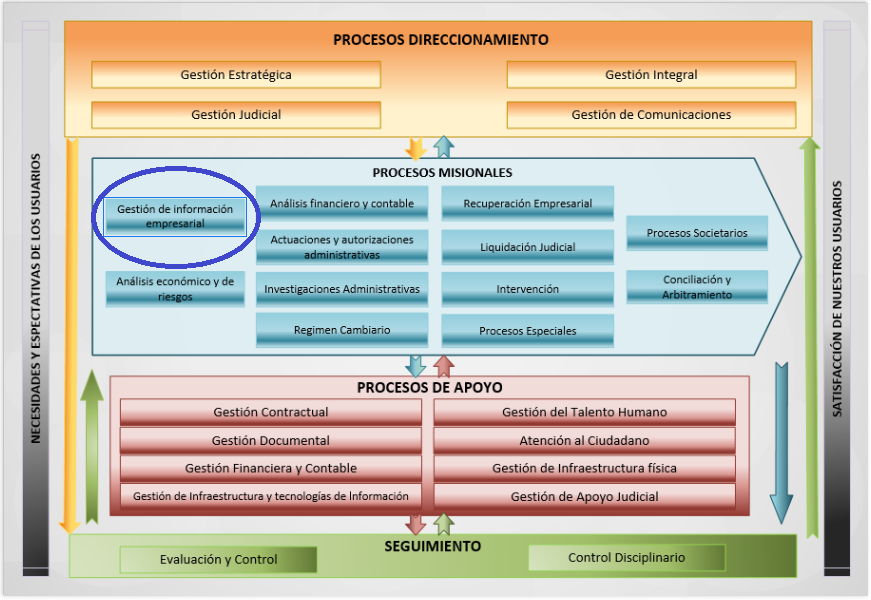 PROCESOS DIRECCIONAMIENTO
Gestión Estratégica
Gestión Integral
Gestión Judicial
Gestión de Comunicaciones
NECESIDADES Y ESPECTATIVAS DE LOS USUARIOS
PROCESOS MISIONALES
Gestión de información
empresarial
Análisis económico y de
riesgos
Análisis financiero y contable
Actuaciones y autorizaciones
administrativas
Investigaciones Administrativas
Regimen Cambiario
Recuperación Empresarial
Liquidación Judicial
Intervención
Procesos Especiales
Procesos Societarios
Conciliación y
Arbitramiento
SATISFACCIÓN DE NUESTROS USUARIOS
PROCESOS DE APOYO
Gestión Contractual
Gestión del Talento Humano
Gestión Documental
Atención al Ciudadano
Gestión Financiera y Contable
Gestión de Infraestructura física
Gestión de Infraestructura y tecnologías de Información
Gestión de Apoyo Judicial
SEGUIMIENTO
Evaluación y Control
Control Disciplinario